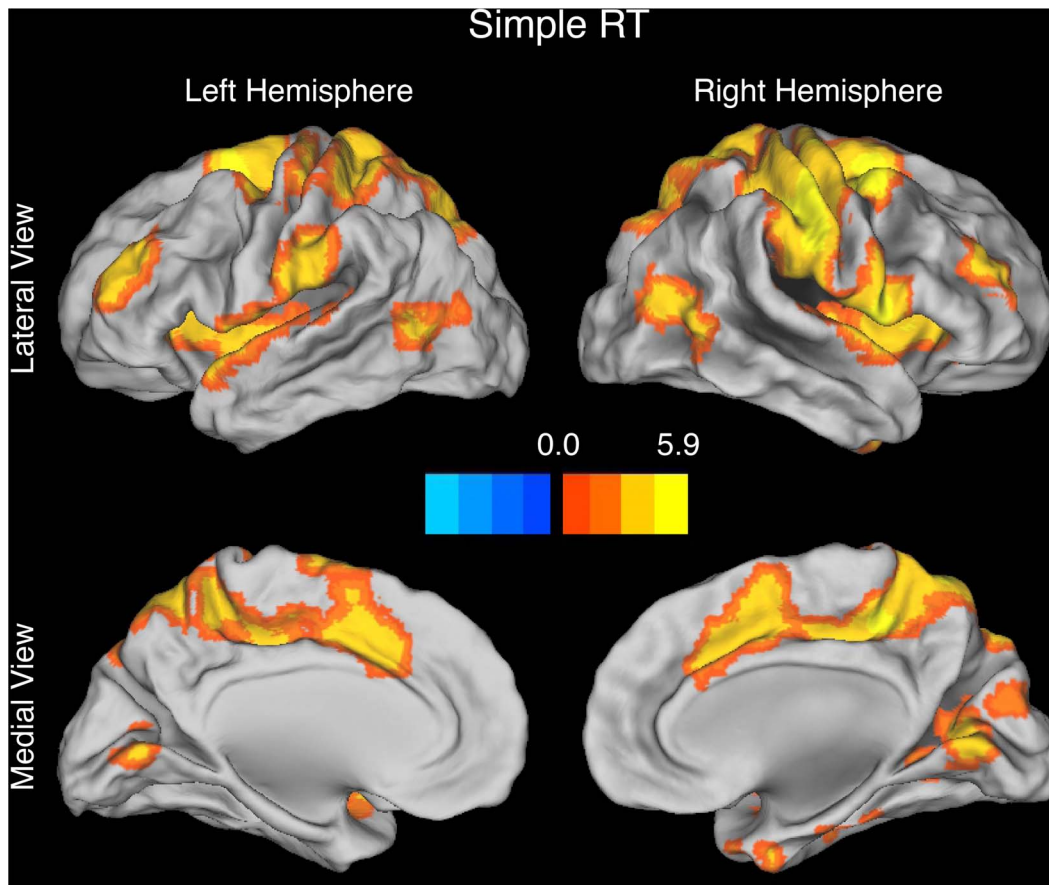 Simple RT
Left Hemisphere
Right Hemisphere
Lateral View
0.0
5.9
Medial View